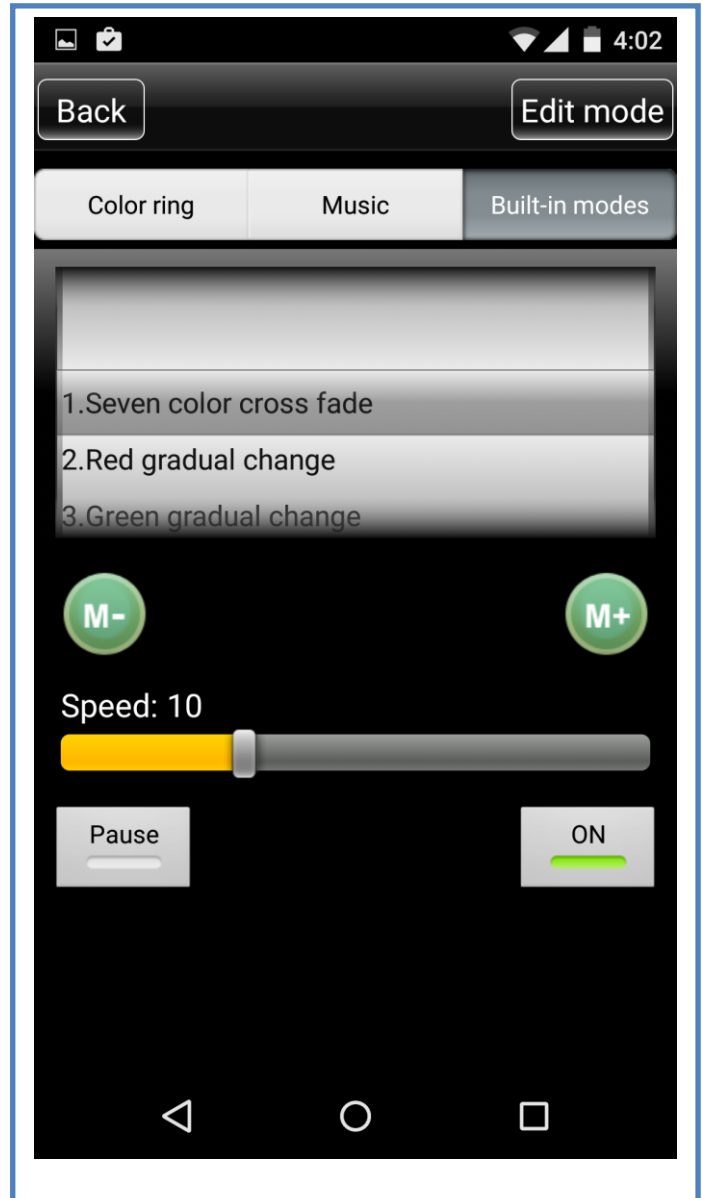 4:02
Back Edit mode
Color ring Music Built-in modes
1.Seven color cross fade
2.Red gradual change
3.Green gradual change
M- M+
Speed: 10
Pause ON